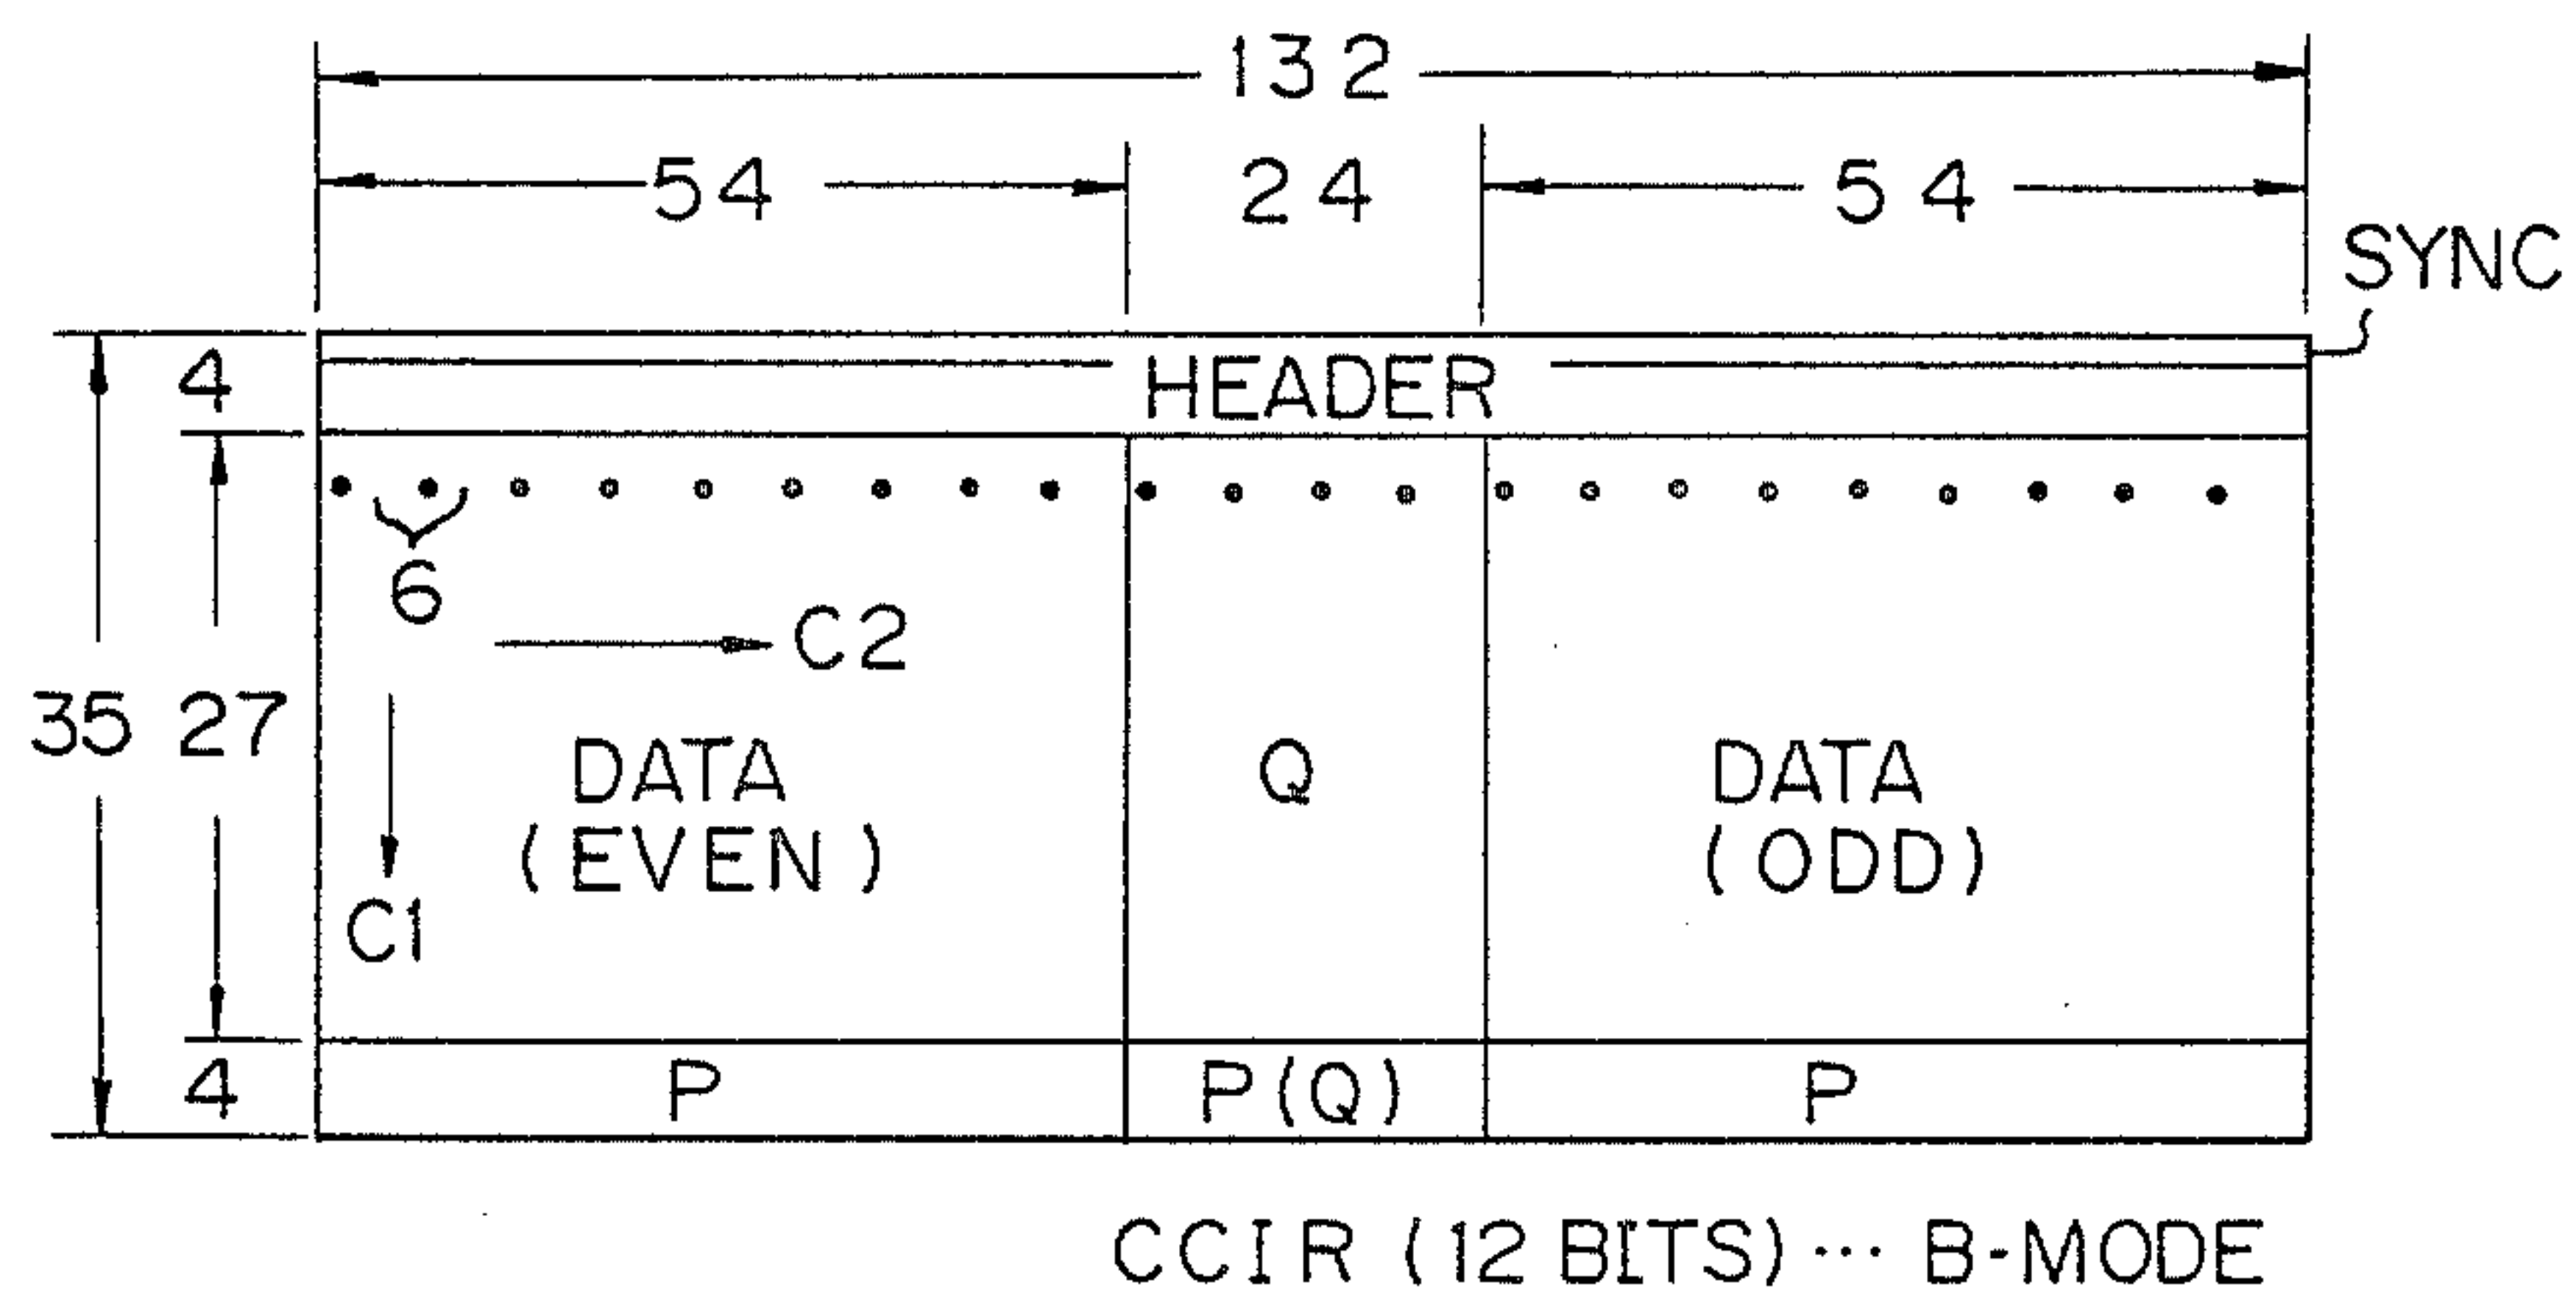 132
54 24 54
SYNC
4
HEADER
6
C2
35 27
DATA Q DATA
(EVEN) (ODD)
C1
4 P P(Q) P
CCIR (12 BITS) ··· B-MODE